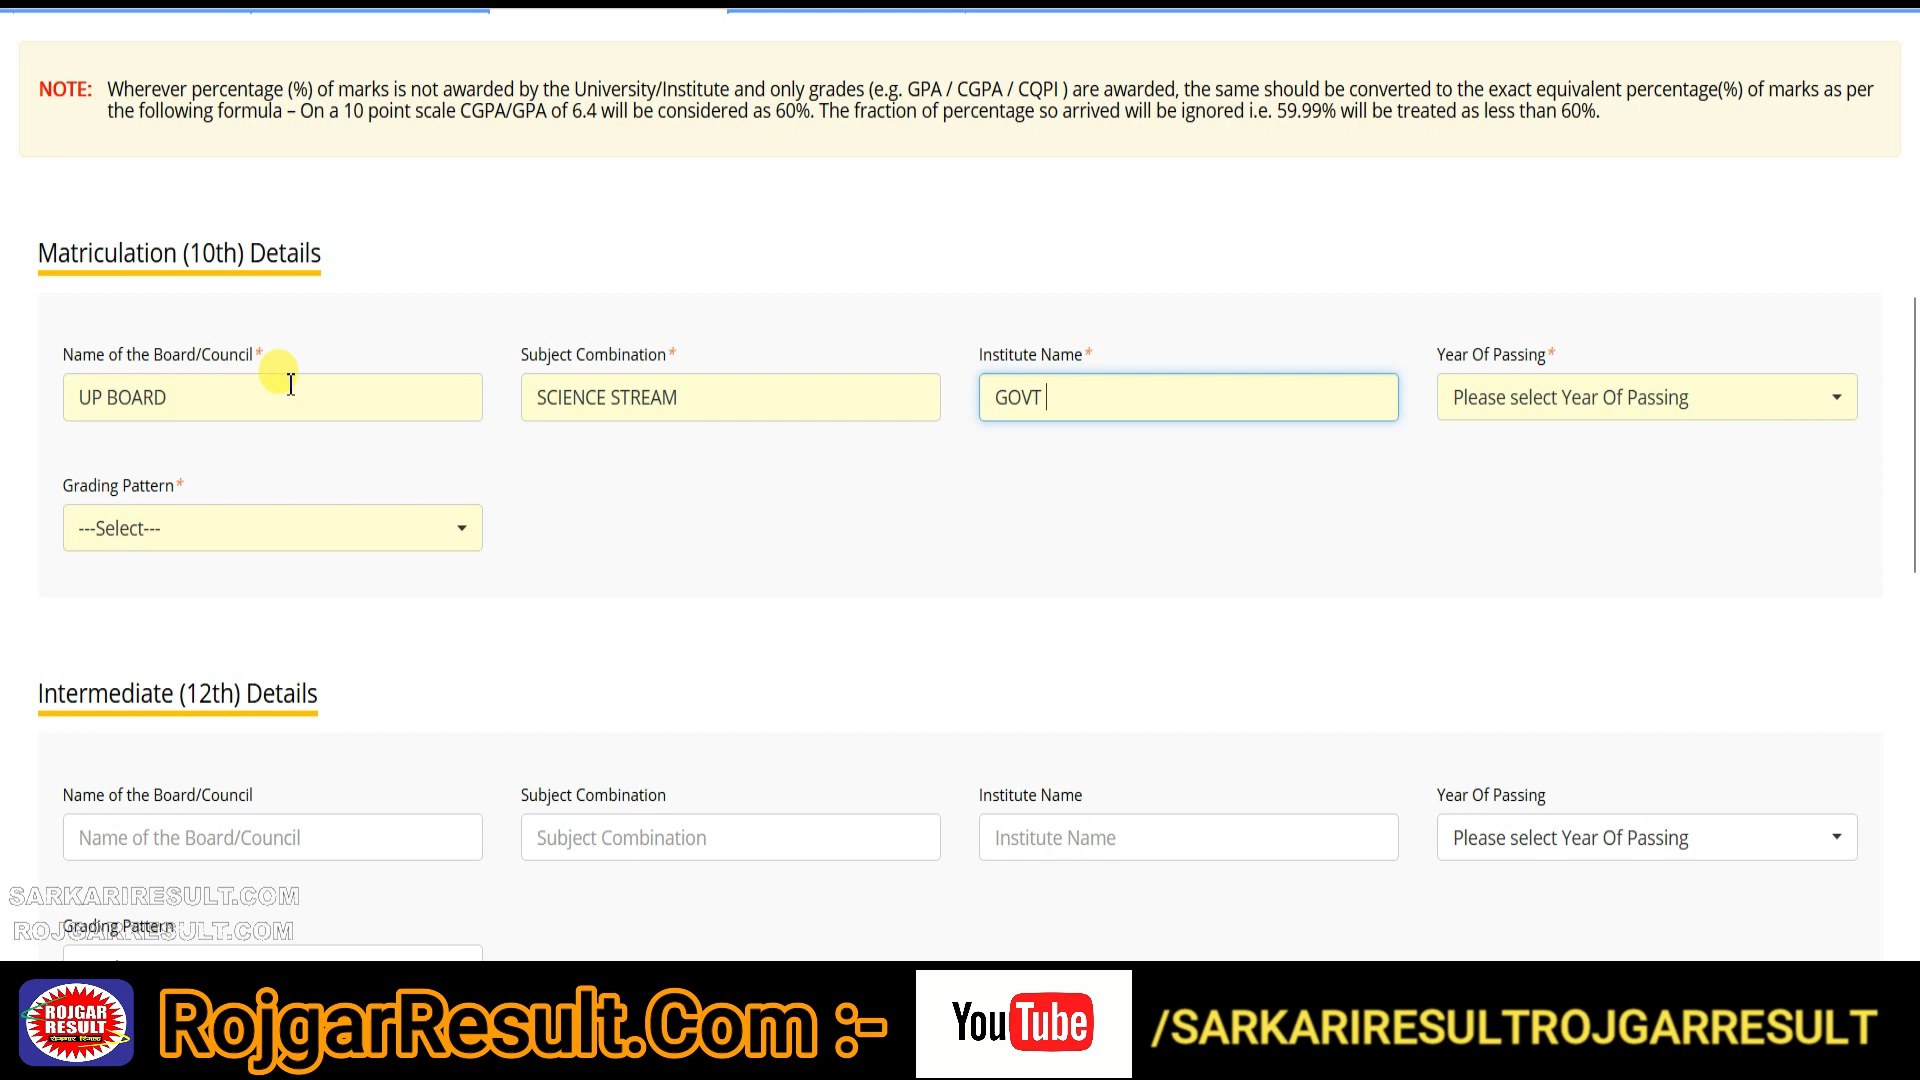 NOTE: Wherever percentage (%) of marks is not awarded by the University/Institute and only grades (e.g. GPA / CGPA / CQPI ) are awarded, the same should be converted to the exact equivalent percentage(%) of marks as per
the following formula – On a 10 point scale CGPA/GPA of 6.4 will be considered as 60%. The fraction of percentage so arrived will be ignored i.e. 59.99% will be treated as less than 60%.
Matriculation (10th) Details
Name of the Board/Council* Subject Combination* Institute Name* Year Of Passing*
UP BOARD SCIENCE STREAM GOVT Please select Year Of Passing
Grading Pattern*
---Select---
Intermediate (12th) Details
Name of the Board/Council Subject Combination Institute Name Year Of Passing
Name of the Board/Council Subject Combination Institute Name Please select Year Of Passing
SARKARIRESULT.COM
Grading Pattern
ROJGARRESULT.COM
ROJGAR
RESULT
RojgarResult.Com :- YouTube /SARKARIRESULTROJGARRESULT